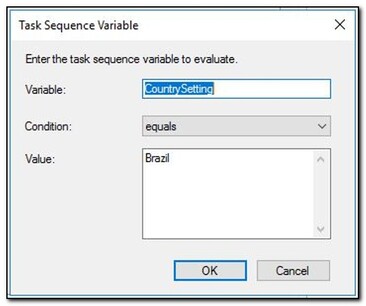 Task Sequence Variable
Enter the task sequence variable to evaluate.
Variable: CountrySetting
Condition: equals
Value: Brazil
OK Cancel